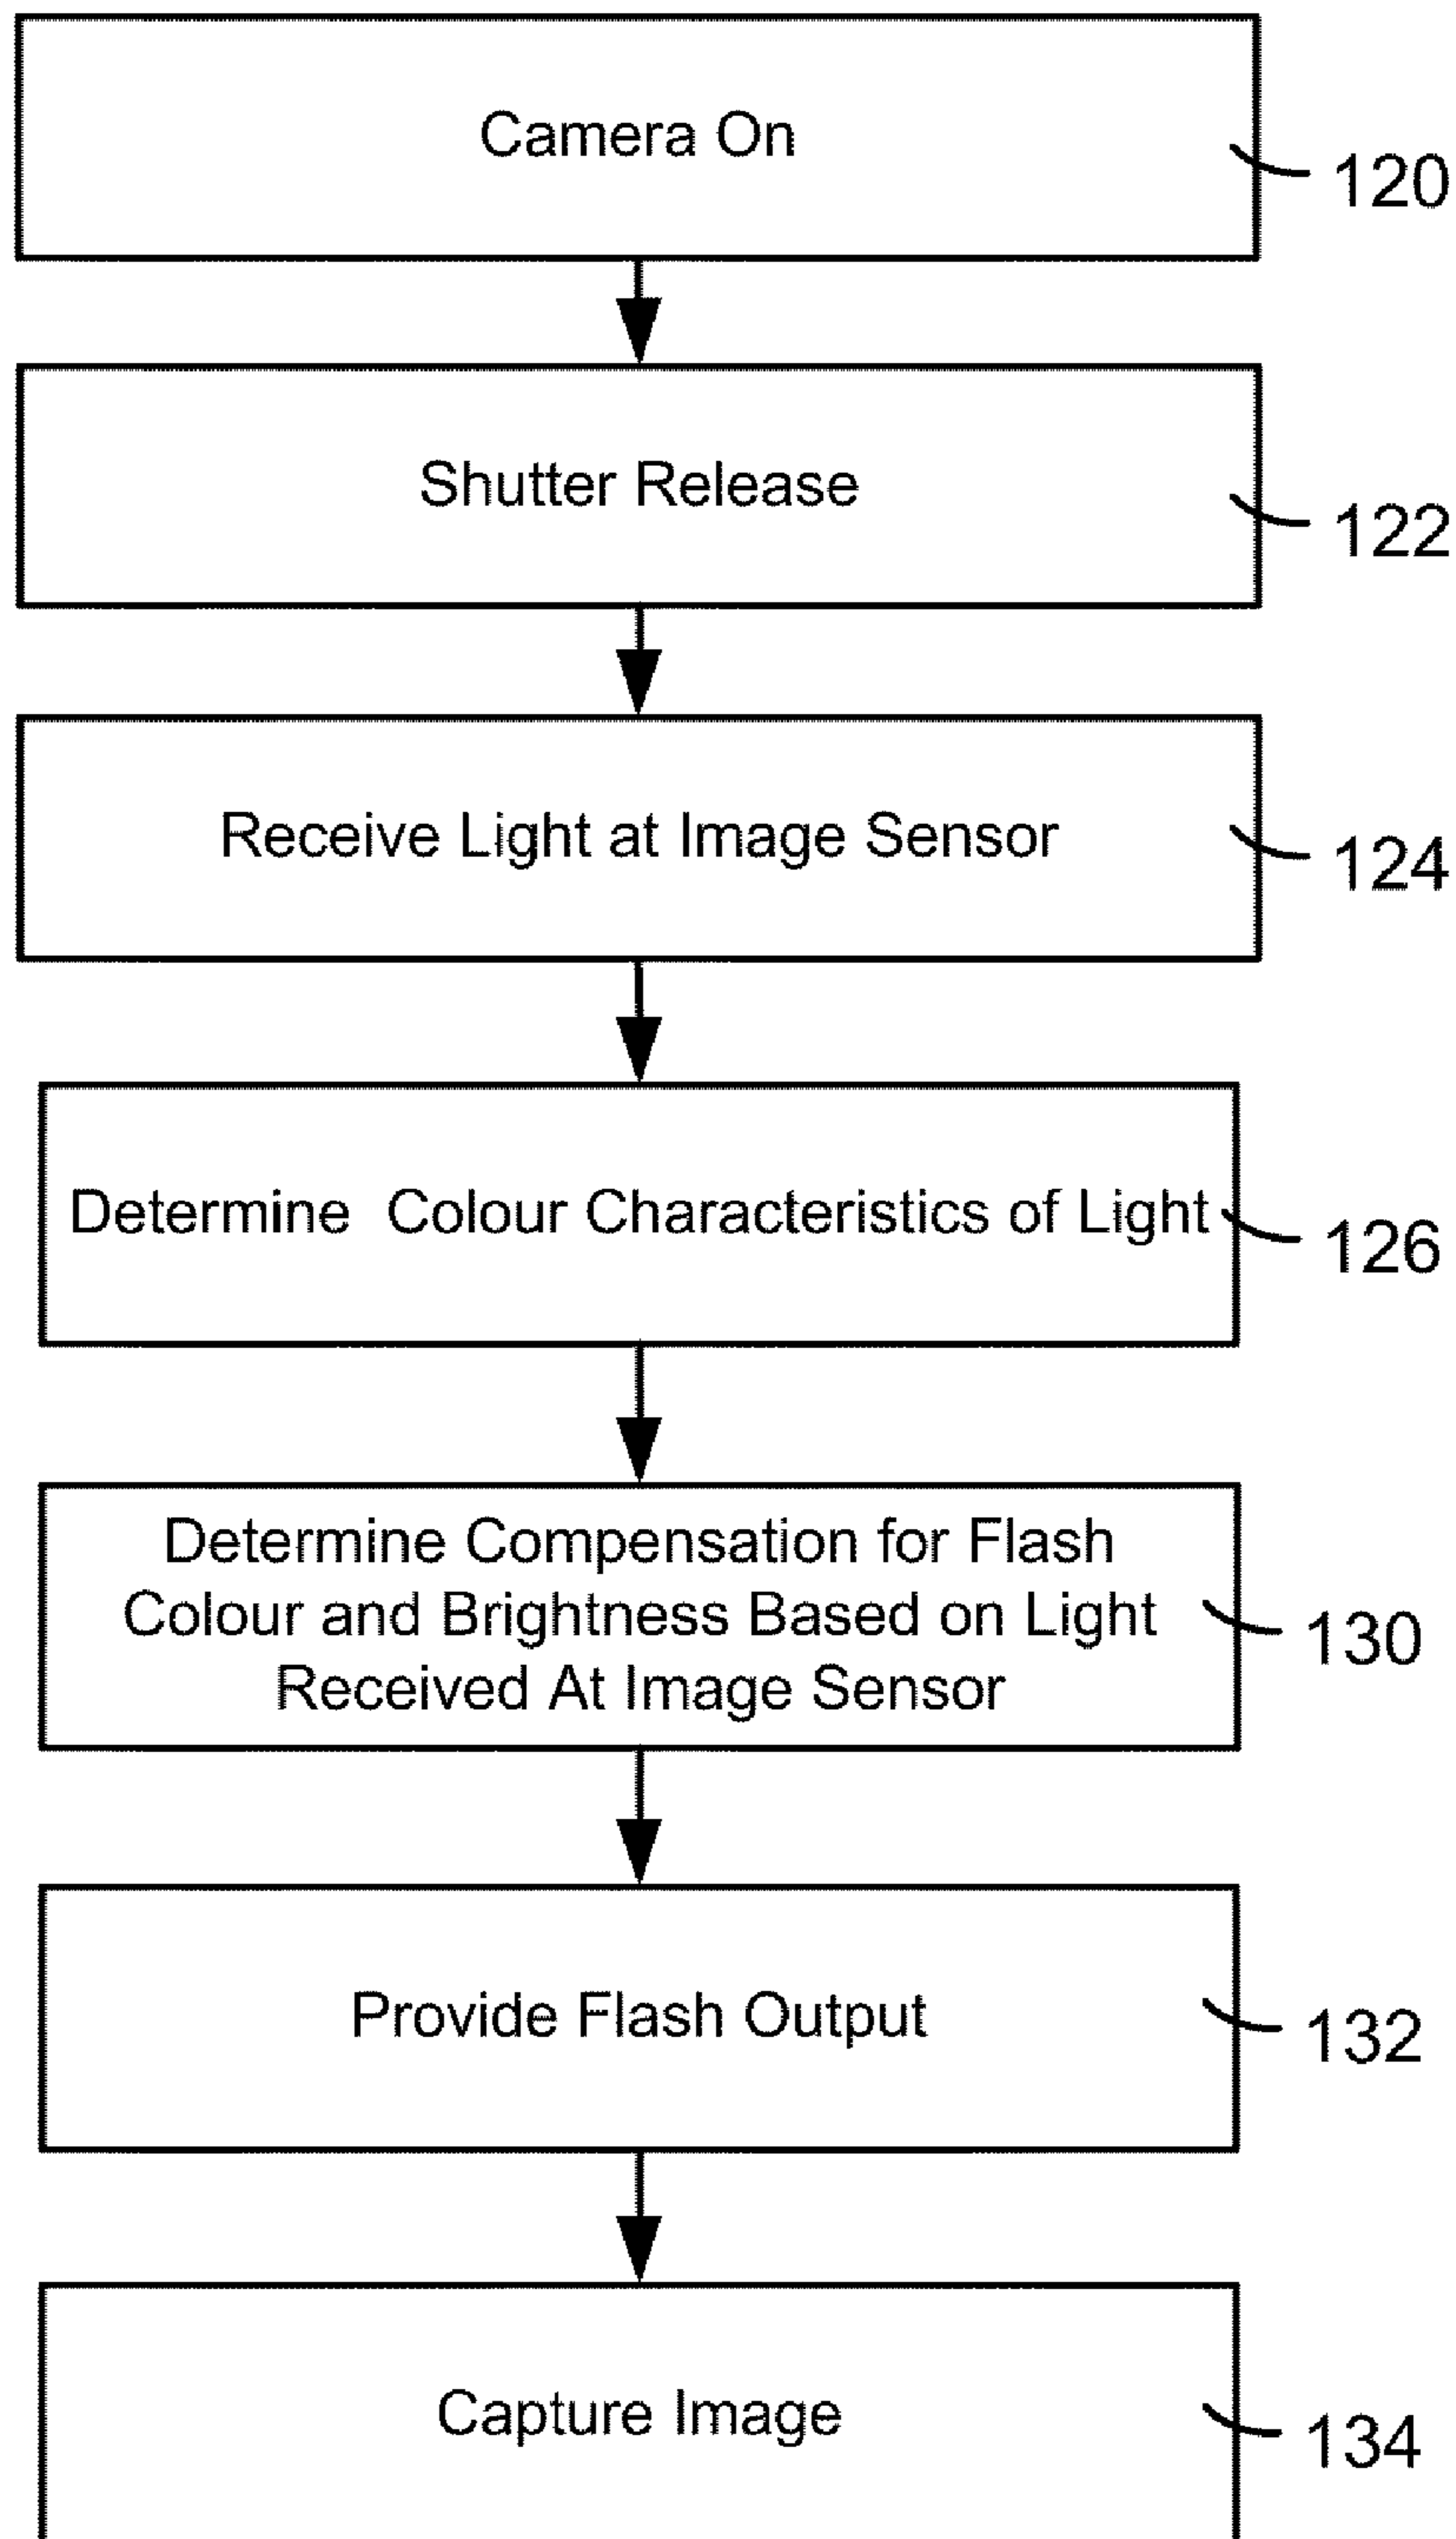 Camera On
120
Shutter Release
122
Receive Light at Image Sensor
124
Determine Colour Characteristics of Light
126
Determine Compensation for Flash
Colour and Brightness Based on Light
Received At Image Sensor
130
Provide Flash Output
132
Capture Image
134